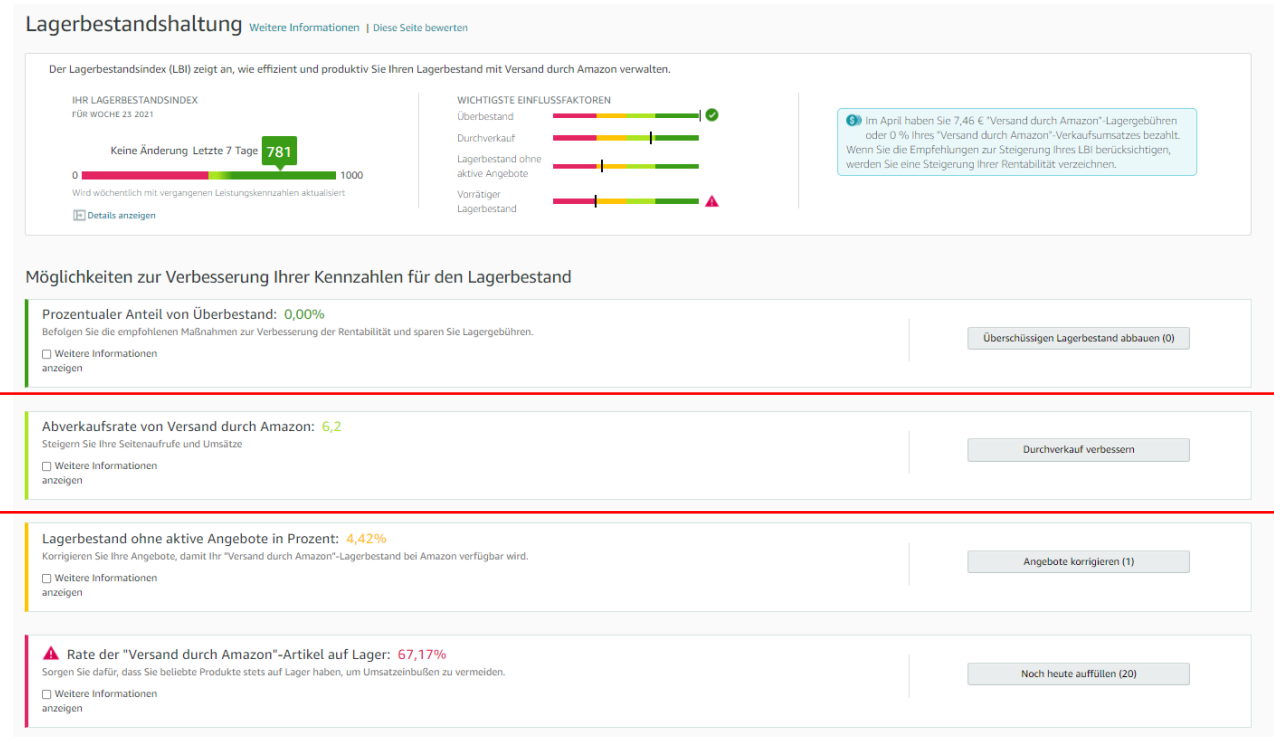 Lagerbestandshaltung Weitere Informationen | Diese Seite bewerten
Der Lagerbestandsindex (LBI) zeigt an, wie effizient und produktiv Sie Ihren Lagerbestand mit Versand durch Amazon verwalten.
IHR LAGERBESTANDSINDEX
FÜR WOCHE 23 2021
Keine Änderung Letzte 7 Tage 781
0 1000
Wird wöchentlich mit vergangenen Leistungskennzahlen aktualisiert
Details anzeigen
WICHTIGSTE EINFLUSSFAKTOREN
Überbestand
Durchverkauf
Lagerbestand ohne
aktive Angebote
Vorrätiger
Lagerbestand
Im April haben Sie 7,46 € "Versand durch Amazon"-Lagergebühren
oder 0 % Ihres "Versand durch Amazon"-Verkaufsumsatzes bezahlt.
Wenn Sie die Empfehlungen zur Steigerung Ihres LBI berücksichtigen,
werden Sie eine Steigerung Ihrer Rentabilität verzeichnen.
Möglichkeiten zur Verbesserung Ihrer Kennzahlen für den Lagerbestand
Prozentualer Anteil von Überbestand: 0,00%
Befolgen Sie die empfohlenen Maßnahmen zur Verbesserung der Rentabilität und sparen Sie Lagergebühren.
Weitere Informationen
anzeigen
Überschüssigen Lagerbestand abbauen (0)
Abverkaufsrate von Versand durch Amazon: 6,2
Steigern Sie Ihre Seitenaufrufe und Umsätze
Weitere Informationen
anzeigen
Durchverkauf verbessern
Lagerbestand ohne aktive Angebote in Prozent: 4,42%
Korrigieren Sie Ihre Angebote, damit Ihr "Versand durch Amazon"-Lagerbestand bei Amazon verfügbar wird.
Weitere Informationen
anzeigen
Angebote korrigieren (1)
Rate der "Versand durch Amazon"-Artikel auf Lager: 67,17%
Sorgen Sie dafür, dass Sie beliebte Produkte stets auf Lager haben, um Umsatzeinbußen zu vermeiden.
Weitere Informationen
anzeigen
Noch heute auffüllen (20)